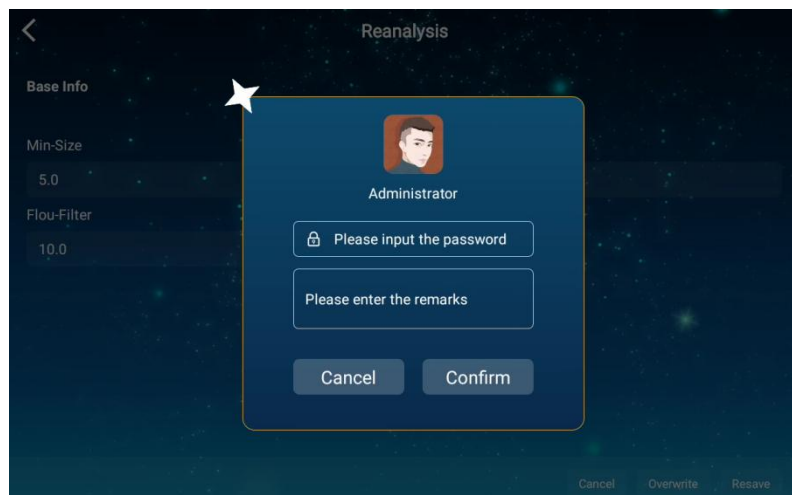 Reanalysis
Base Info
Min-Size
5.0
Flou-Filter
10.0
Administrator
Please input the password
Please enter the remarks
Cancel Confirm
Cancel Overwrite Resave